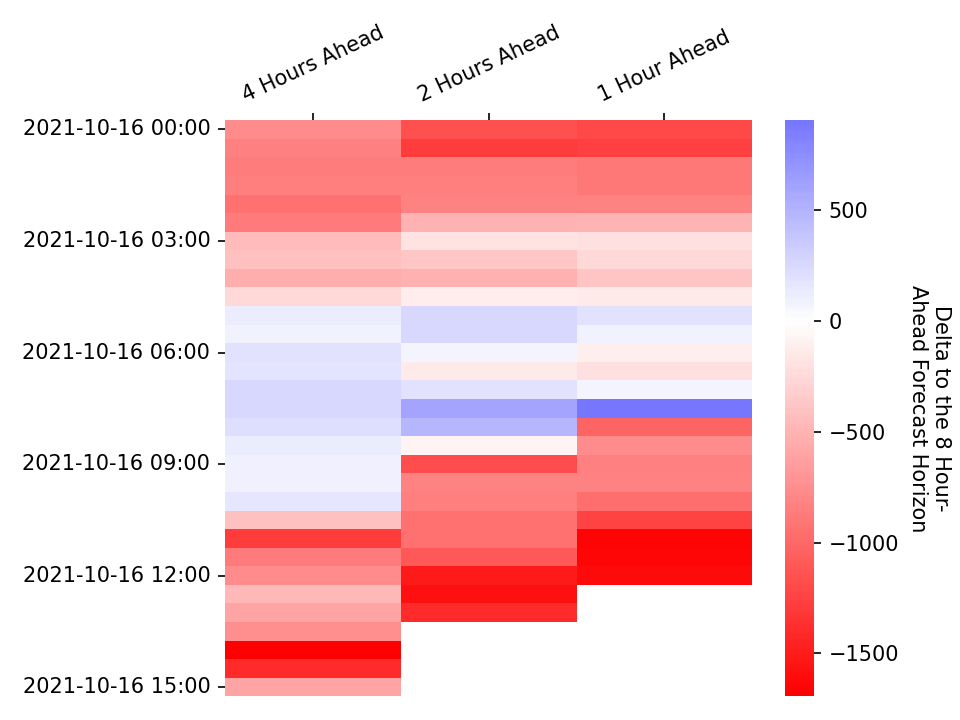 4 Hours Ahead
2 Hours Ahead
1 Hour Ahead
2021-10-16 00:00
2021-10-16 03:00
2021-10-16 06:00
2021-10-16 09:00
2021-10-16 12:00
2021-10-16 15:00
500
0
−500
−1000
−1500
Delta to the 8 Hour-
Ahead Forecast Horizon